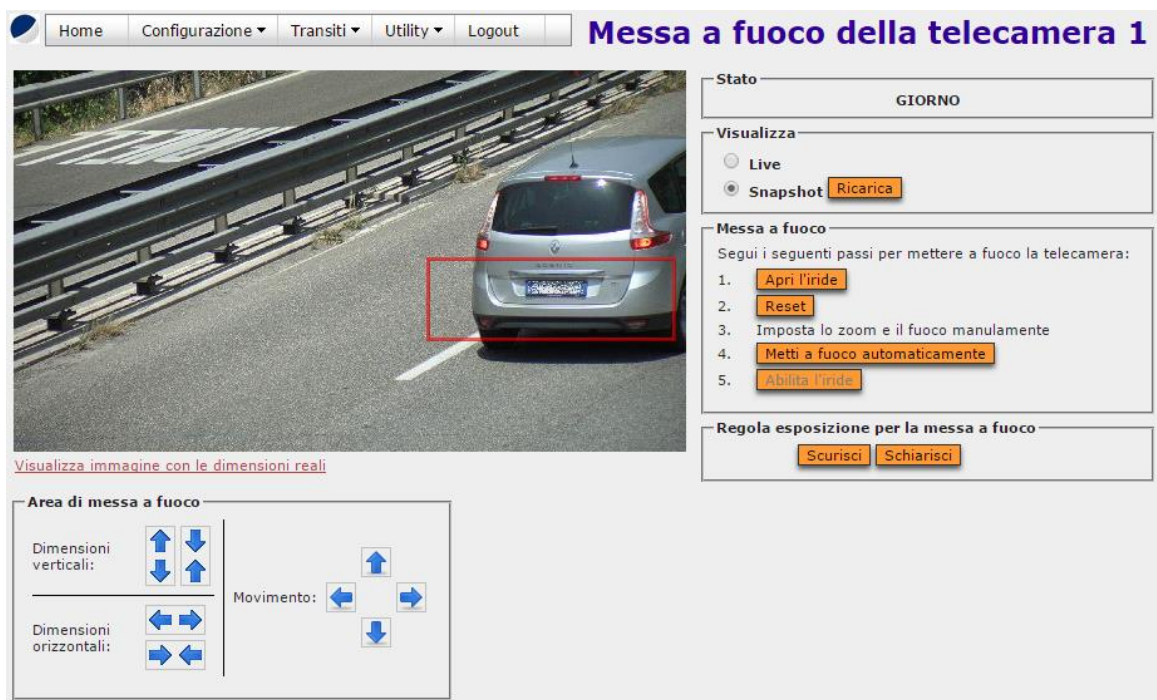 Home Configurazione Transiti Utility Logout
Messa a fuoco della telecamera 1
Stato
GIORNO
Visualizza
Live
Snapshot Ricarica
Messa a fuoco
Segui i seguenti passi per mettere a fuoco la telecamera:
1. Apri l'iride
2. Reset
3. Imposta lo zoom e il fuoco manulamente
4. Metti a fuoco automaticamente
5. Abilita l'iride
Regola esposizione per la messa a fuoco
Scurisci Schiarisci
Visualizza immagine con le dimensioni reali
Area di messa a fuoco
Dimensioni
verticali:
Movimento:
Dimensioni
orizzontali: